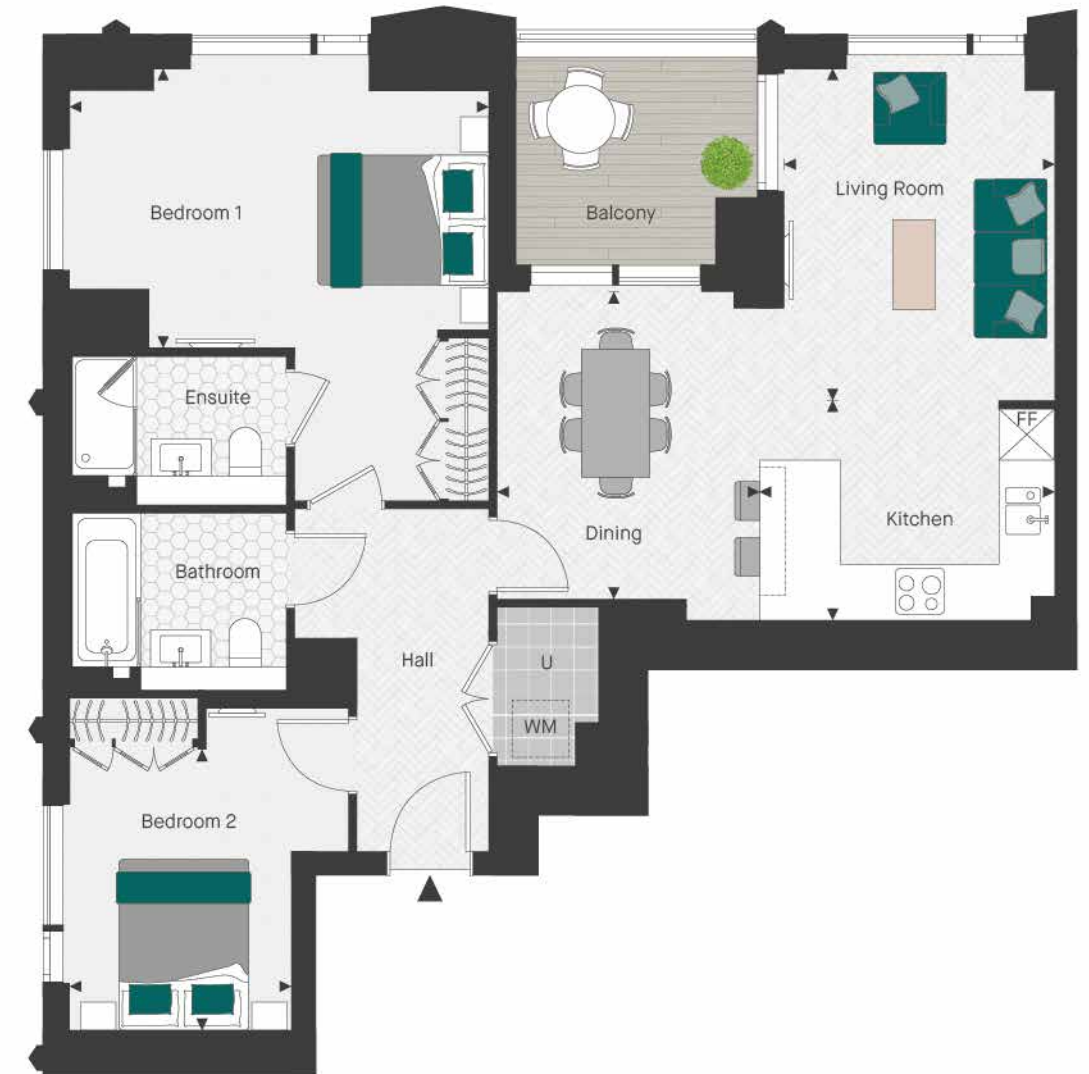 Bedroom 1
Balcony
Living Room
Ensuite
FF
Dining
Kitchen
Bathroom
Hall
U
WM
Bedroom 2